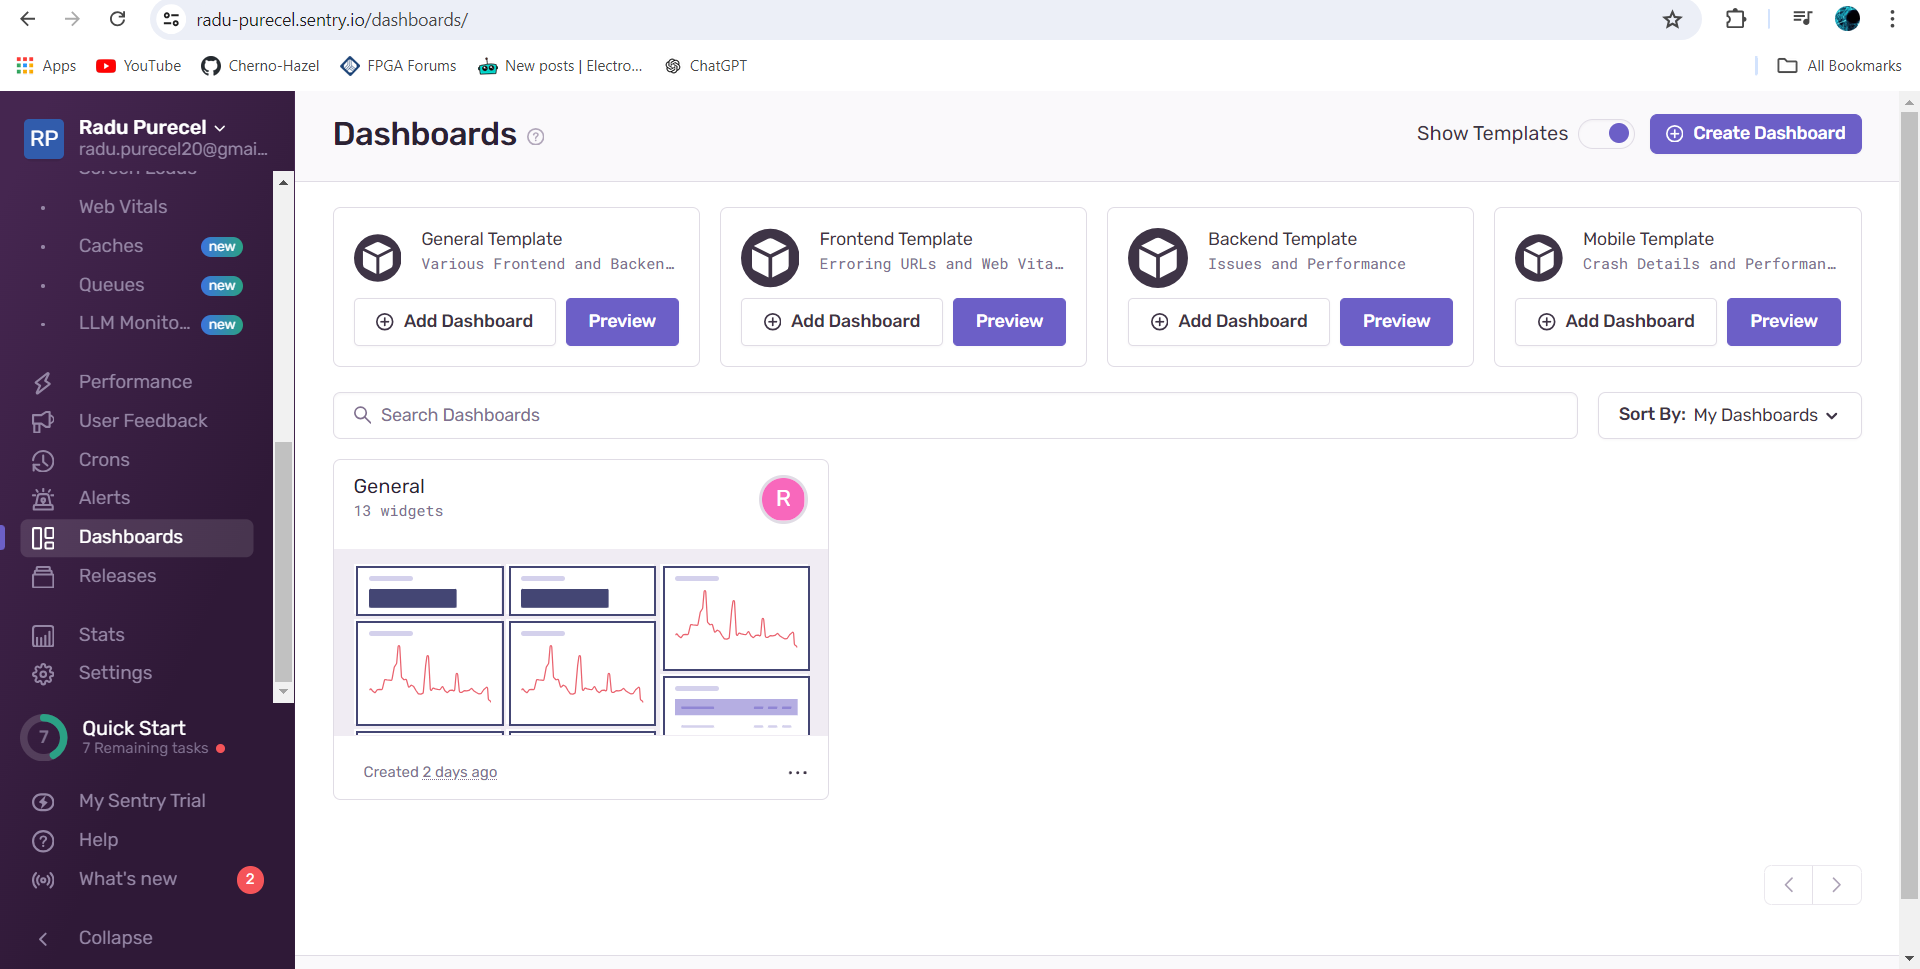 radu-purecel.sentry.io/dashboards/
Apps
YouTube
Cherno-Hazel
FPGA Forums
New posts | Electro...
ChatGPT
All Bookmarks
RP
Radu Purecel
radu.purecel20@gmai...
Screen Loads
Web Vitals
Caches new
Queues new
LLM Monito... new
Performance
User Feedback
Crons
Alerts
Dashboards
Releases
Stats
Settings
7
Quick Start
7 Remaining tasks
My Sentry Trial
Help
What's new 2
Collapse
Dashboards
Show Templates
Create Dashboard
General Template
Various Frontend and Backen...
Add Dashboard
Preview
Frontend Template
Erroring URLs and Web Vita...
Add Dashboard
Preview
Backend Template
Issues and Performance
Add Dashboard
Preview
Mobile Template
Crash Details and Performan...
Add Dashboard
Preview
Search Dashboards
Sort By: My Dashboards
General
13 widgets
R
Created 2 days ago